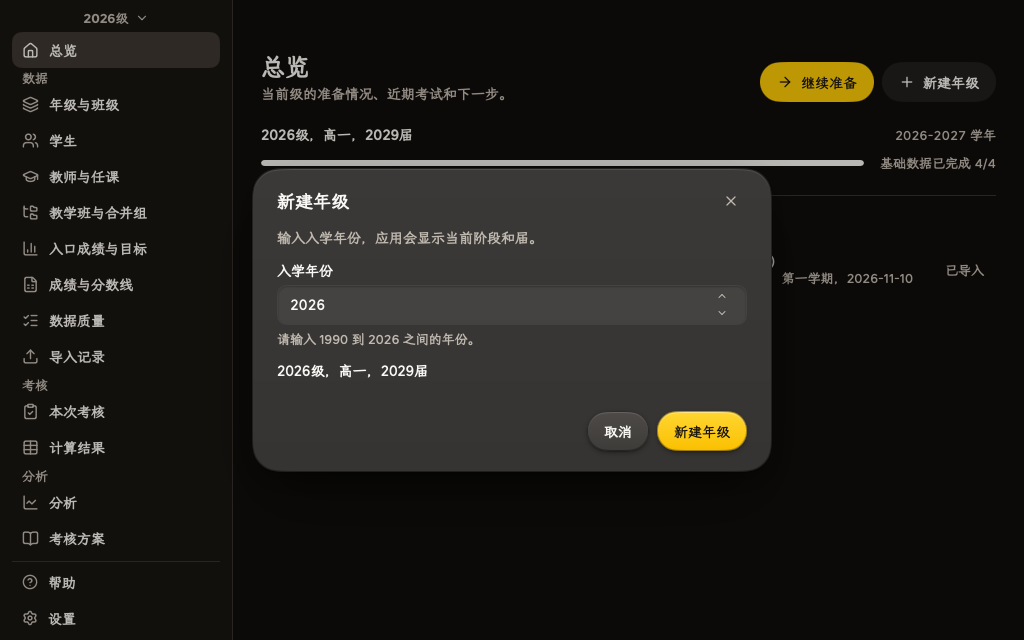 2026级
总览
数据
年级与班级
学生
教师与任课
教学班与合并组
入口成绩与目标
成绩与分数线
数据质量
导入记录
考核
本次考核
计算结果
分析
分析
考核方案
帮助
设置
总览
当前级的准备情况、近期考试和下一步。
继续准备
新建年级
2026级，高一，2029届
2026-2027 学年
基础数据已完成 4/4
)
第一学期，2026-11-10
已导入
新建年级
输入入学年份，应用会显示当前阶段和届。
入学年份
2026
请输入 1990 到 2026 之间的年份。
2026级，高一，2029届
取消
新建年级